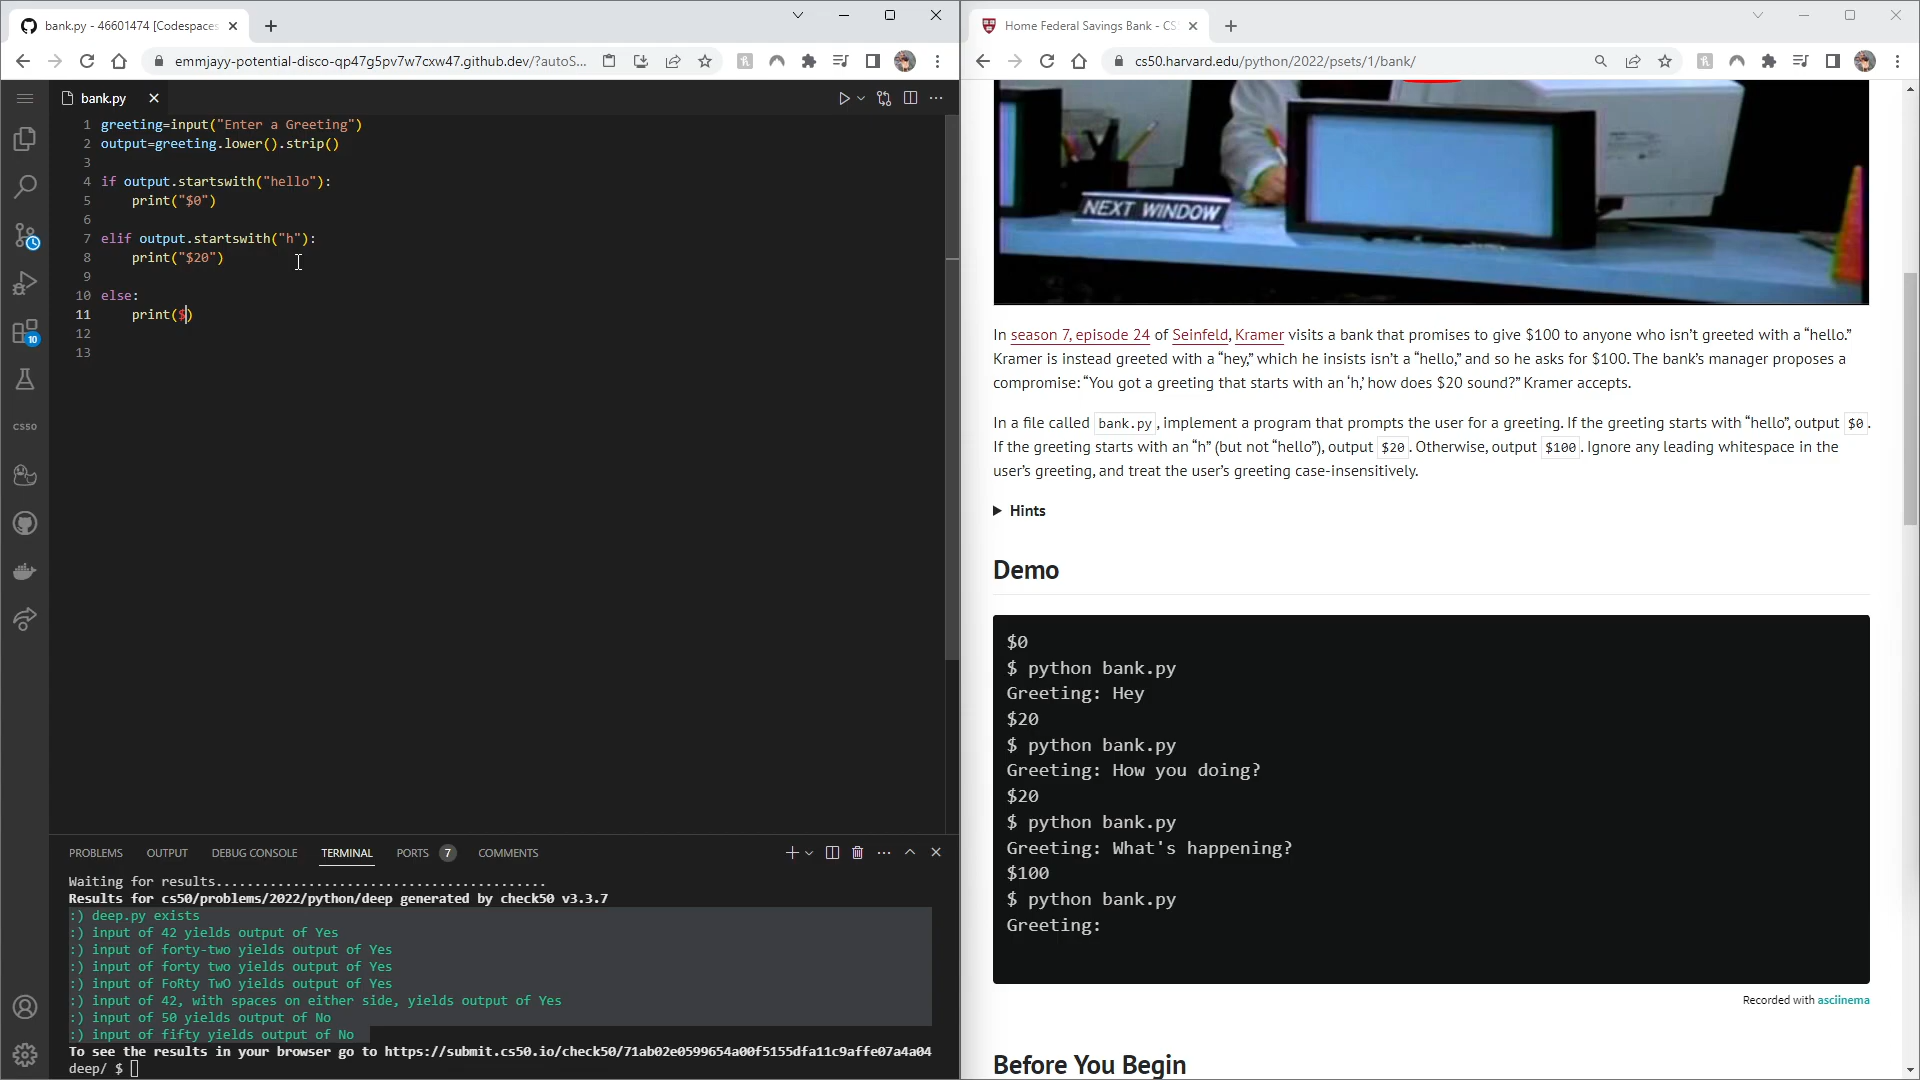 bank.py - 46601474 [Codespaces
emmjayy-potential-disco-qp47g5pv7w7cxw47.github.dev/?autoS...
bank.py
1 greeting=input("Enter a Greeting")
2 output=greeting.lower().strip()
3
4 if output.startswith("hello"):
5 print("$0")
6
7 elif output.startswith("h"):
8 print("$20")
9
10 else:
11 print($)
12
13
10
CS50
PROBLEMS OUTPUT DEBUG CONSOLE TERMINAL PORTS 7 COMMENTS
Waiting for results...........................................
Results for cs50/problems/2022/python/deep generated by check50 v3.3.7
:) deep.py exists
:) input of 42 yields output of Yes
:) input of forty-two yields output of Yes
:) input of forty two yields output of Yes
:) input of FoRty TwO yields output of Yes
:) input of 42, with spaces on either side, yields output of Yes
:) input of 50 yields output of No
:) input of fifty yields output of No
To see the results in your browser go to https://submit.cs50.io/check50/71ab02e0599654a00f5155dfa11c9affe07a4a04
deep/ $
Home Federal Savings Bank - CS
cs50.harvard.edu/python/2022/psets/1/bank/
NEXT WINDOW
In season 7, episode 24 of Seinfeld, Kramer visits a bank that promises to give $100 to anyone who isn’t greeted with a “hello.”
Kramer is instead greeted with a “hey,” which he insists isn’t a “hello,” and so he asks for $100. The bank’s manager proposes a
compromise: “You got a greeting that starts with an ‘h,’ how does $20 sound?” Kramer accepts.
In a file called bank.py, implement a program that prompts the user for a greeting. If the greeting starts with “hello”, output $0.
If the greeting starts with an “h” (but not “hello”), output $20. Otherwise, output $100. Ignore any leading whitespace in the
user’s greeting, and treat the user’s greeting case-insensitively.
Hints
Demo
$0
$ python bank.py
Greeting: Hey
$20
$ python bank.py
Greeting: How you doing?
$20
$ python bank.py
Greeting: What's happening?
$100
$ python bank.py
Greeting:
Recorded with asciinema
Before You Begin